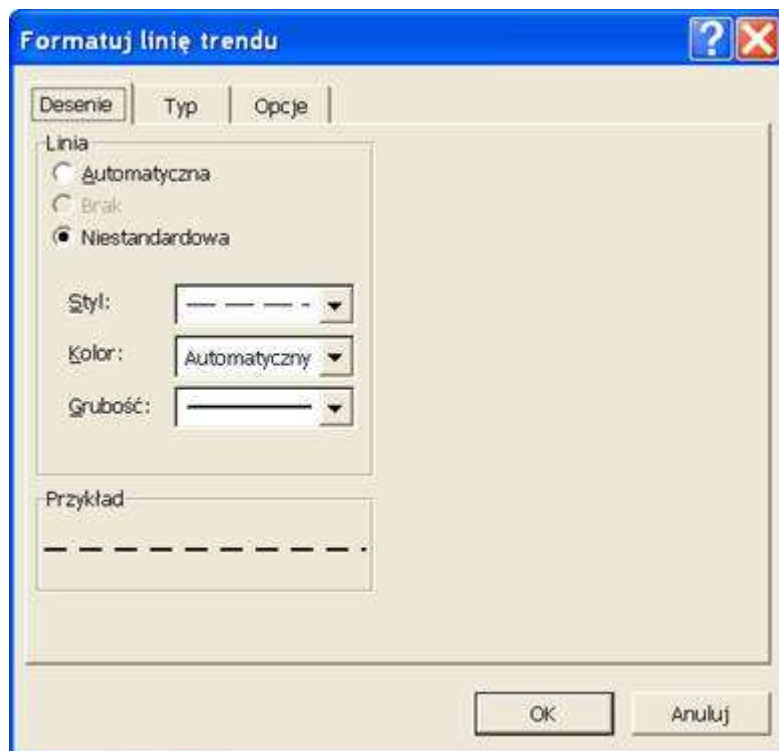 Formatuj linię trendu
Desenie
Typ
Opcje
Linia
Automatyczna
Brak
Niestandardowa
Styl:
Kolor:
Automatyczny
Grubość:
Przykład
OK
Anuluj